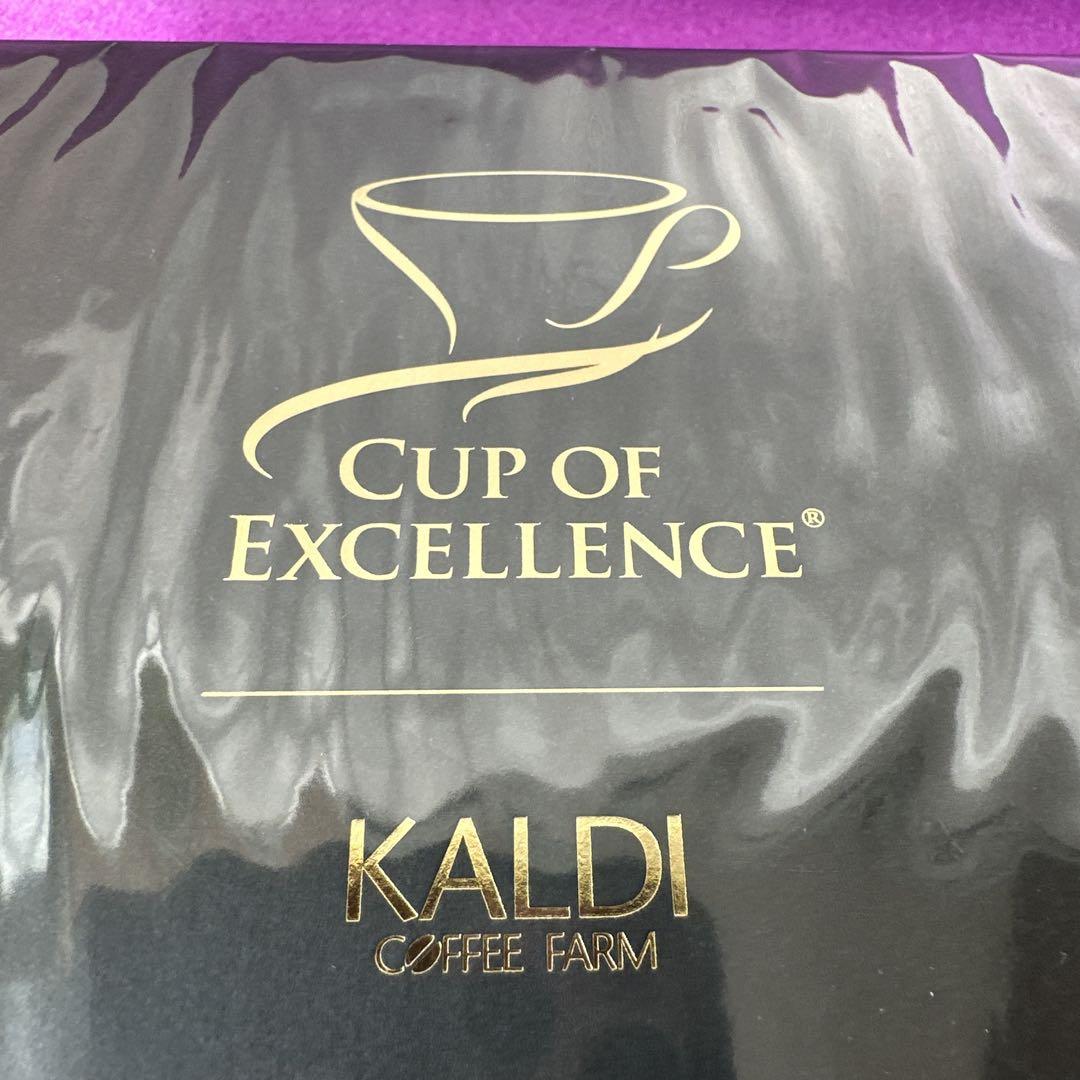 CUP OF
EXCELLENCE®
KALDI
COFFEE FARM